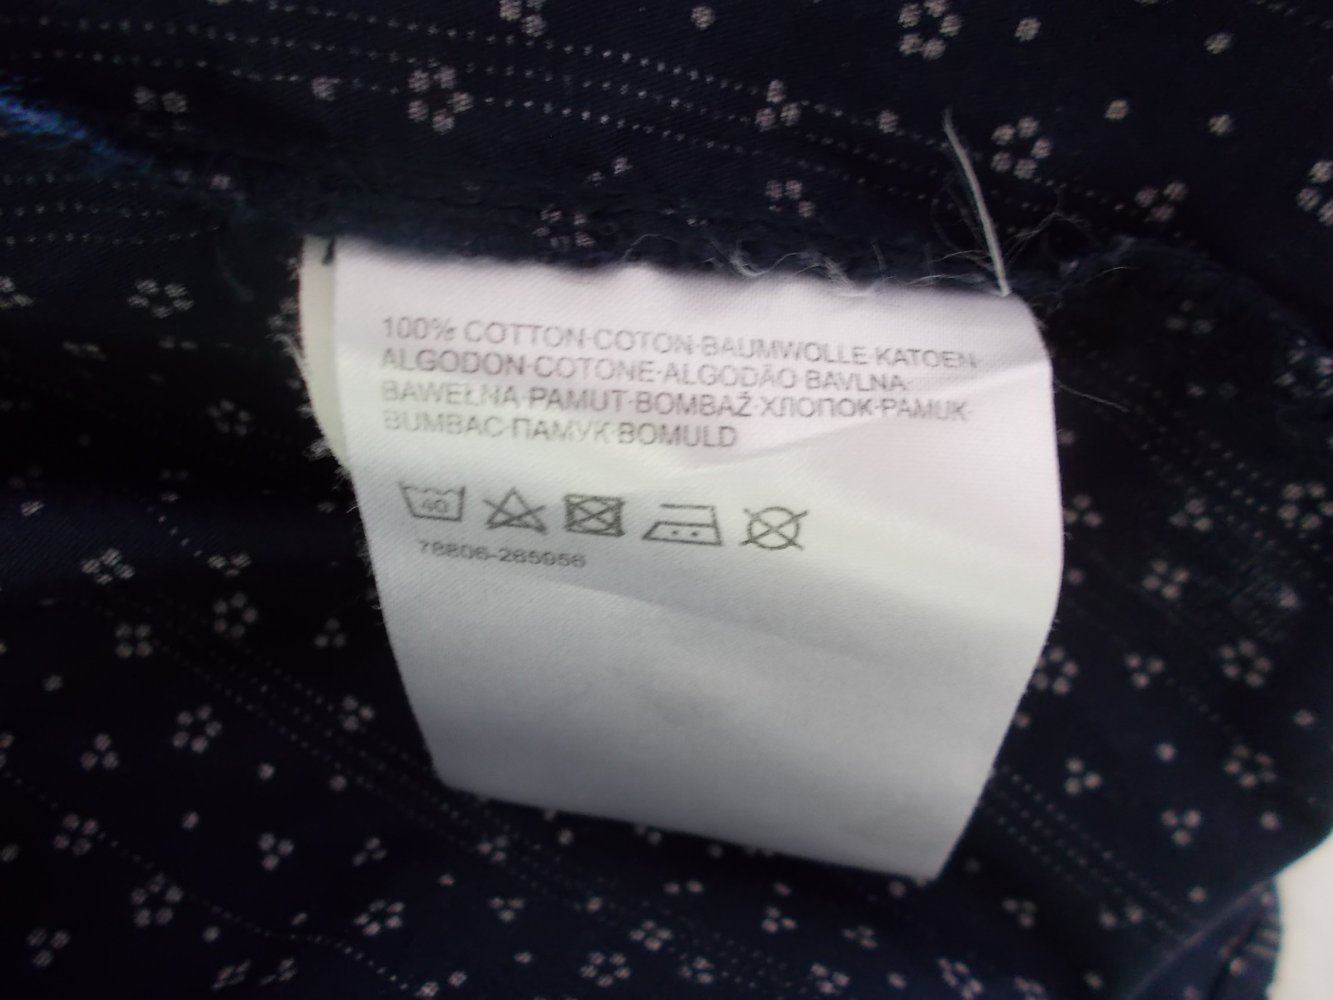 100% COTTON·COTON·BAUMWOLLE·KATOEN·
ALGODON·COTONE·ALGODÃO·BAVLNA·
BAWEŁNA·PAMUT·BOMBAŽ·ХЛОПОК·PAMUK·
BUMBAC·ПАМУК·BOMULD
40
78806-285956